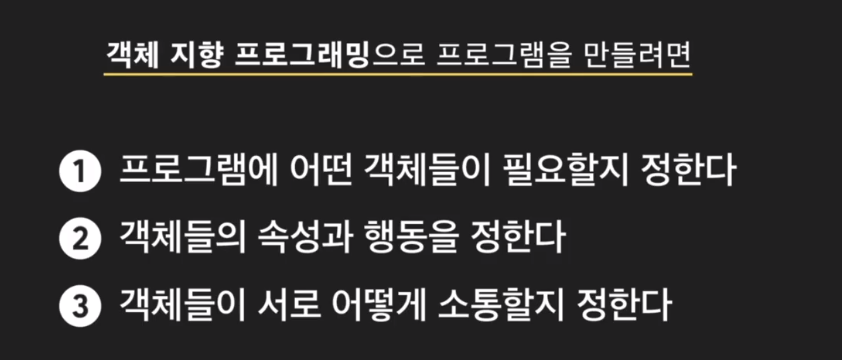 객체 지향 프로그래밍으로 프로그램을 만들려면
1 프로그램에 어떤 객체들이 필요할지 정한다
2 객체들의 속성과 행동을 정한다
3 객체들이 서로 어떻게 소통할지 정한다